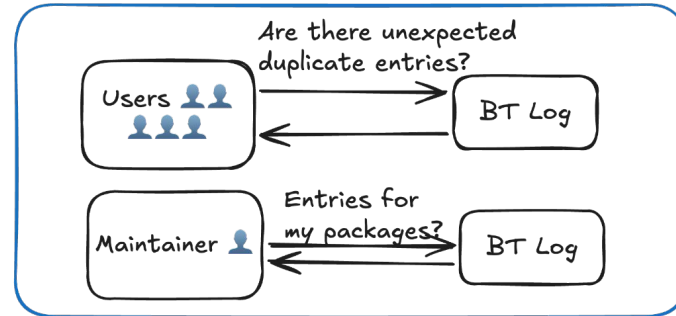 Are there unexpected
duplicate entries?
Users
BT Log
Entries for
my packages?
Maintainer
BT Log